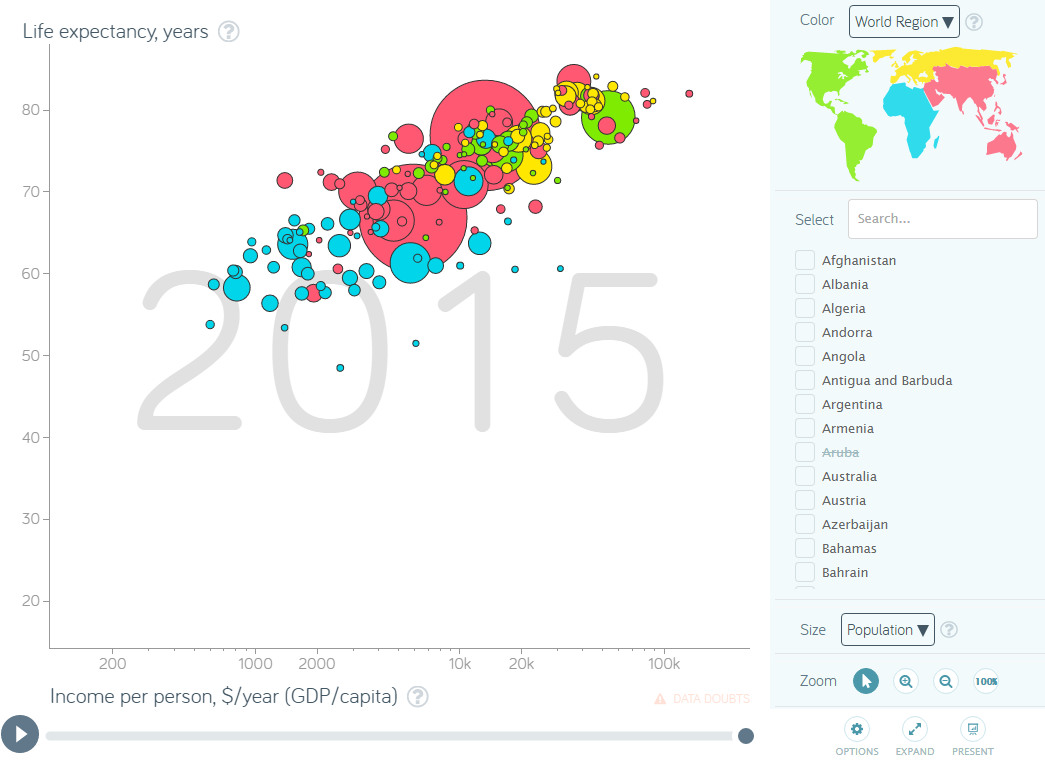 Life expectancy, years ?
80
70
60
50
40
30
20
2015
200 1000 2000 10k 20k 100k
Income per person, $/year (GDP/capita) ?
DATA DOUBTS
Color World Region ▼ ?
Select Search...
Afghanistan
Albania
Algeria
Andorra
Angola
Antigua and Barbuda
Argentina
Armenia
Aruba
Australia
Austria
Azerbaijan
Bahamas
Bahrain
Size Population ▼ ?
Zoom 100%
OPTIONS EXPAND PRESENT